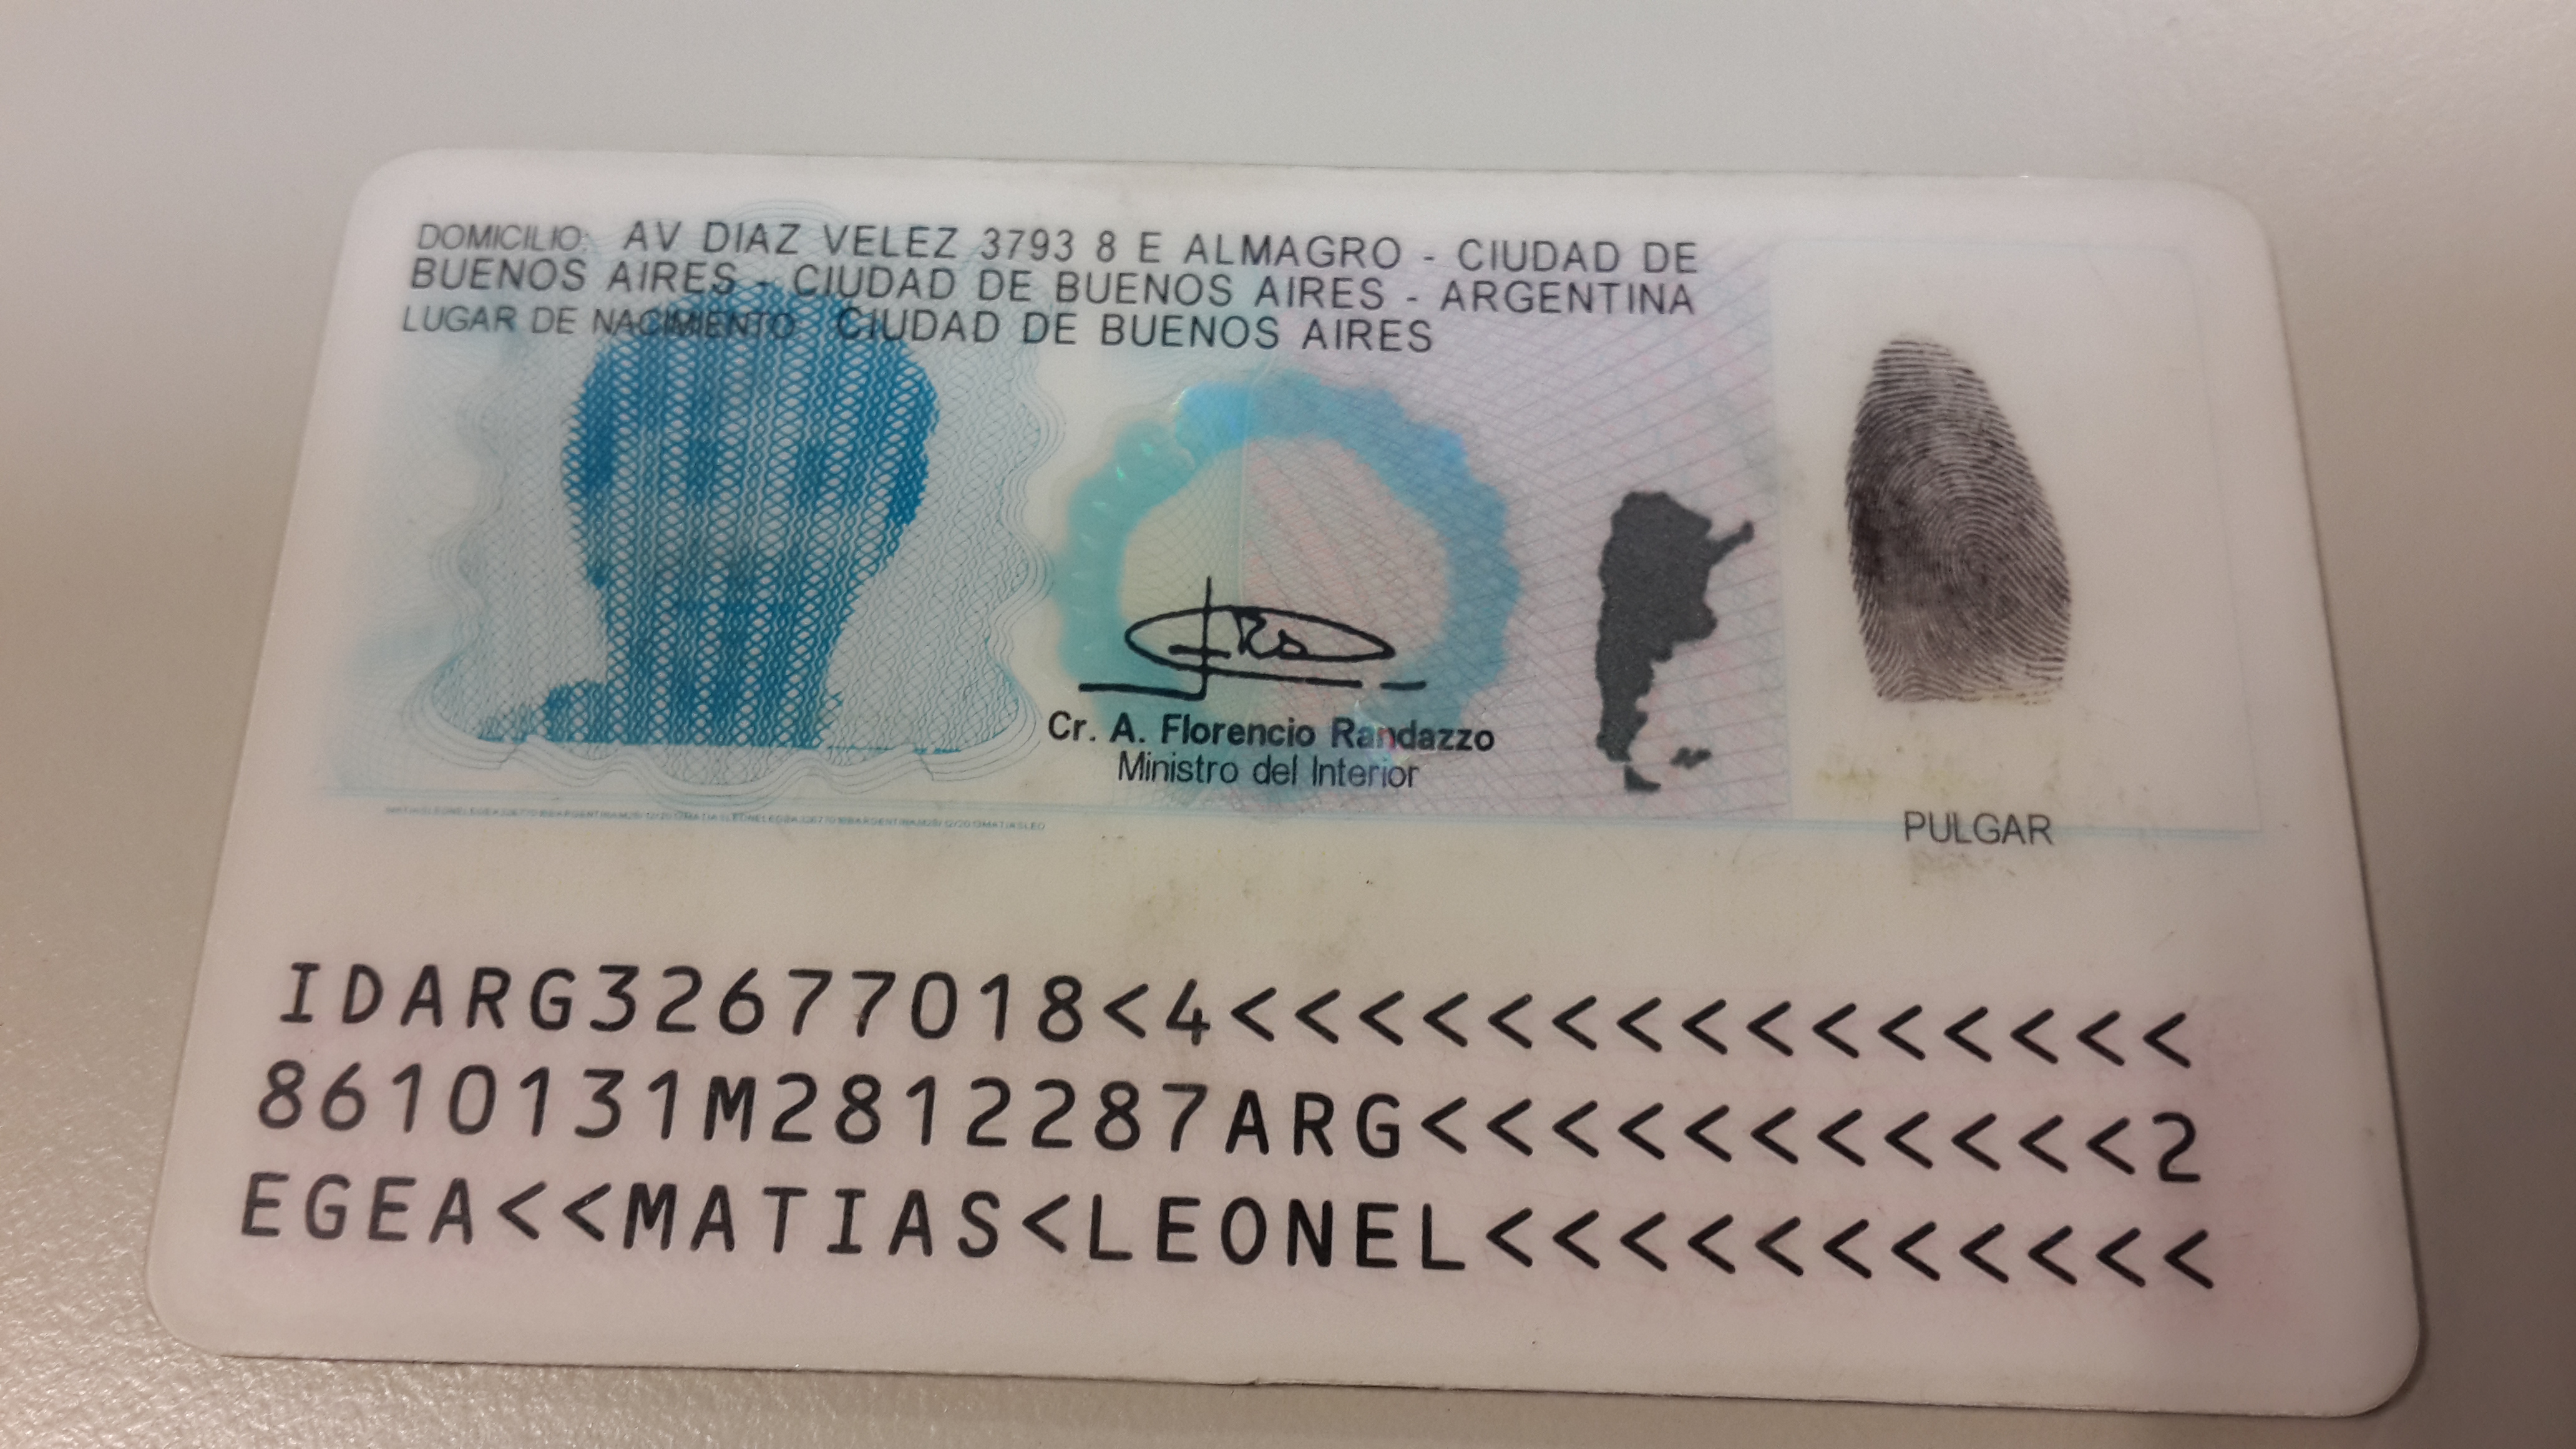 DOMICILIO: AV DIAZ VELEZ 3793 8 E ALMAGRO - CIUDAD DE
BUENOS AIRES - CIUDAD DE BUENOS AIRES - ARGENTINA
LUGAR DE NACIMIENTO CIUDAD DE BUENOS AIRES
Cr. A. Florencio Randazzo
Ministro del Interior
PULGAR
IDARG32677018<4<<<<<<<<<<<<<<<
8610131M2812287ARG<<<<<<<<<<<2
EGEA<<MATIAS<LEONEL<<<<<<<<<<<